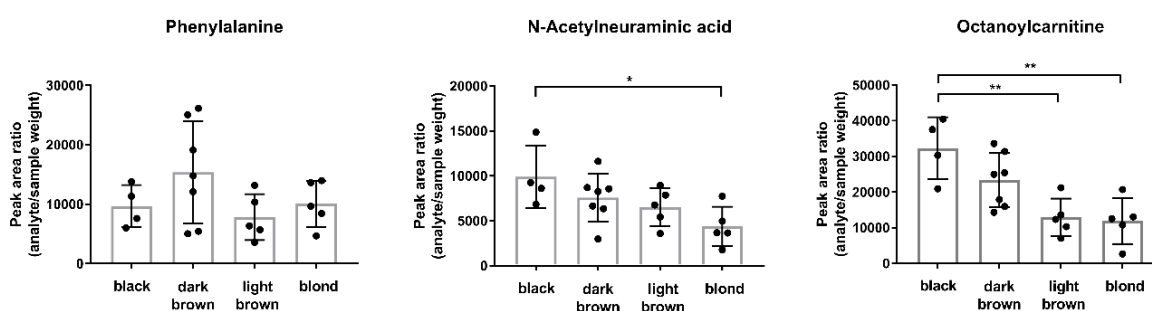 Phenylalanine
Peak area ratio
(analyte/sample weight)
30000
20000
10000
0
black
dark
brown
light
brown
blond
N-Acetylneuraminic acid
Peak area ratio
(analyte/sample weight)
20000
15000
10000
5000
0
*
black
dark
brown
light
brown
blond
Octanoylcarnitine
Peak area ratio
(analyte/sample weight)
50000
40000
30000
20000
10000
0
**
**
black
dark
brown
light
brown
blond